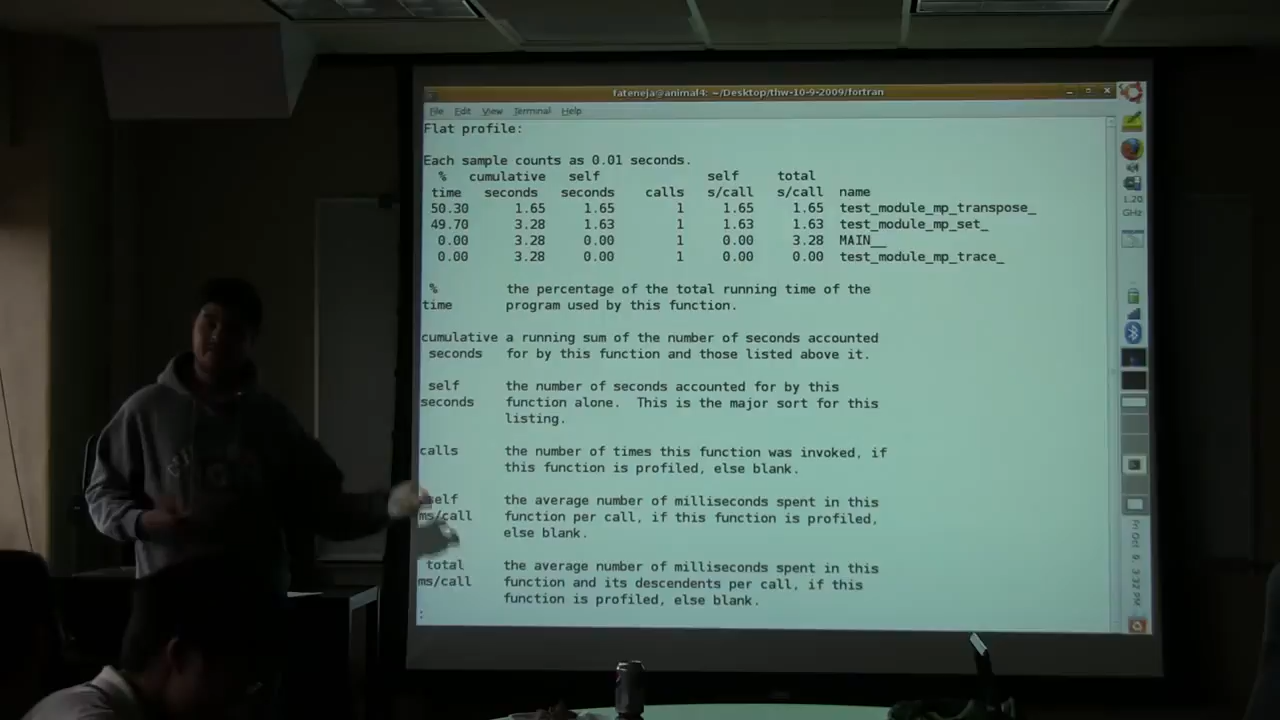 fateneja@animal4: ~/Desktop/thw-10-9-2009/fortran
File Edit View Terminal Help
Flat profile:
Each sample counts as 0.01 seconds.
% cumulative self self total
time seconds seconds calls s/call s/call name
50.30 1.65 1.65 1 1.65 1.65 test_module_mp_transpose_
49.70 3.28 1.63 1 1.63 1.63 test_module_mp_set_
0.00 3.28 0.00 1 0.00 3.28 MAIN__
0.00 3.28 0.00 1 0.00 0.00 test_module_mp_trace_
% the percentage of the total running time of the
time program used by this function.
cumulative a running sum of the number of seconds accounted
seconds for by this function and those listed above it.
self the number of seconds accounted for by this
seconds function alone. This is the major sort for this
listing.
calls the number of times this function was invoked, if
this function is profiled, else blank.
self the average number of milliseconds spent in this
ms/call function per call, if this function is profiled,
else blank.
total the average number of milliseconds spent in this
ms/call function and its descendents per call, if this
function is profiled, else blank.
:
1.20
GHz
Fri Oct 9, 3:32 PM